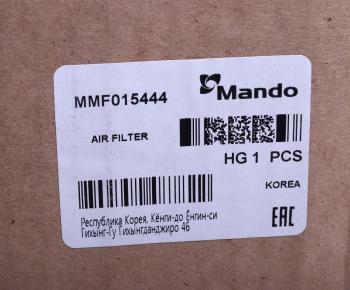 MMF015444
Mando
AIR FILTER
HG 1 PCS
KOREA
Республика Корея, Кёнги-до Ёнгин-си
Гихынг-Гу Гихынгданджиро 46
EAC